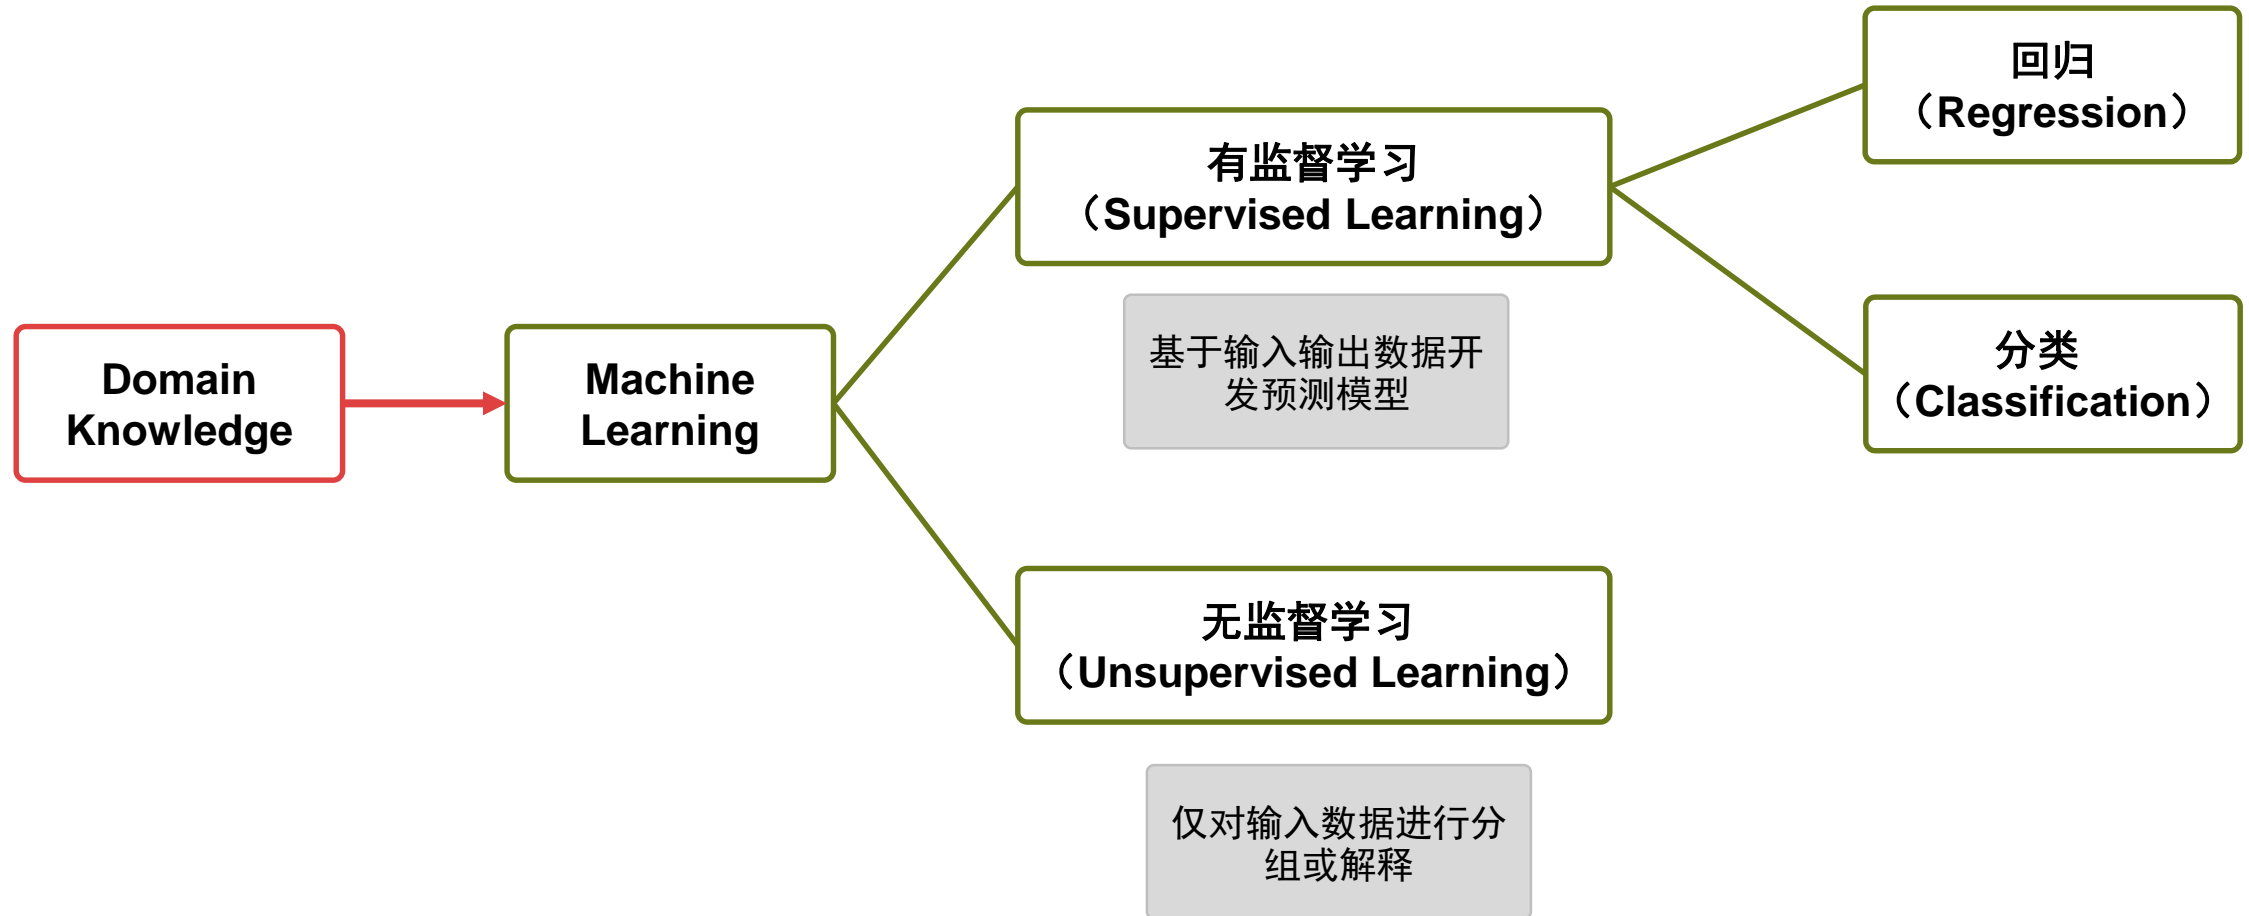 Domain
Knowledge
Machine
Learning
有监督学习
（Supervised Learning）
基于输入输出数据开
发预测模型
无监督学习
（Unsupervised Learning）
仅对输入数据进行分
组或解释
回归
（Regression）
分类
（Classification）